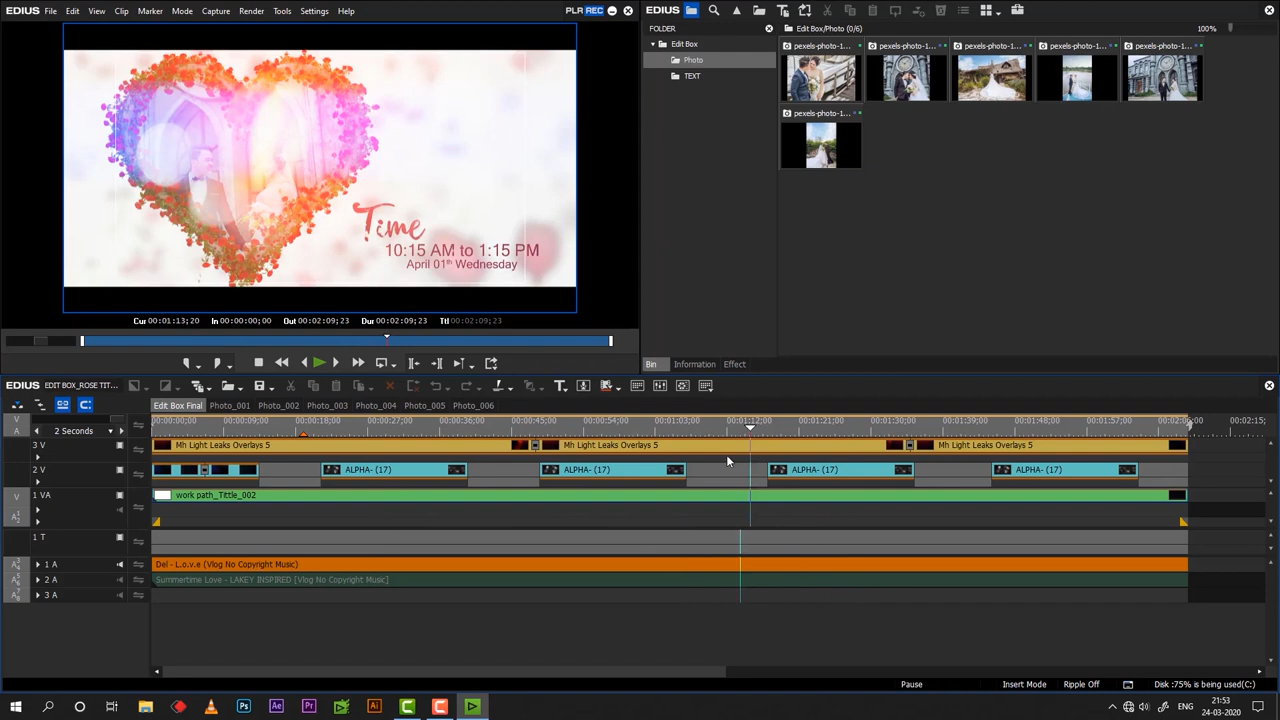 EDIUS File Edit View Clip Marker Mode Capture Render Tools Settings Help PLR REC
EDIUS
FOLDER
Edit Box/Photo (0/6)
100%
Edit Box
Photo
TEXT
pexels-photo-1...
pexels-photo-1...
pexels-photo-1...
pexels-photo-1...
pexels-photo-1...
pexels-photo-1...
Time
10:15 AM to 1:15 PM
April 01th Wednesday
Cur 00:01:13;20 In 00:00:00;00 Out 00:02:09;23 Dur 00:02:09;23 Ttl 00:02:09;23
Bin Information Effect
EDIUS EDIT BOX_ROSE TIT...
Edit Box Final Photo_001 Photo_002 Photo_003 Photo_004 Photo_005 Photo_006
V
A
2 Seconds
00:00:00;00 00:00:09;00 00:00:18;00 00:00:27;00 00:00:36;00 00:00:45;00 00:00:54;00 00:01:03;00 00:01:12;00 00:01:21;00 00:01:30;00 00:01:39;00 00:01:48;00 00:01:57;00 00:02:06;00 00:02:15;
3 V Mh Light Leaks Overlays 5 Mh Light Leaks Overlays 5 Mh Light Leaks Overlays 5
2 V ALPHA- (17) ALPHA- (17) ALPHA- (17) ALPHA- (17)
V 1 VA work path_Tittle_002
1 T
1 A Del - L.o.v.e (Vlog No Copyright Music)
2 A Summertime Love - LAKEY INSPIRED [Vlog No Copyright Music]
3 A
Pause Insert Mode Ripple Off Disk :75% is being used(C:)
Ps Ae Pr Ai
21:53
24-03-2020